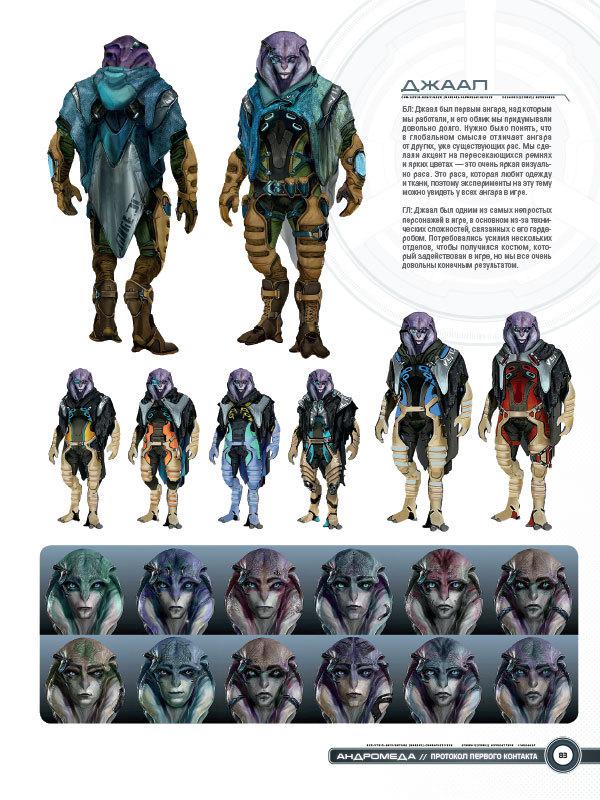 ДЖААЛ
БЛ: Джаал был первым ангара, над которым
мы работали, и его облик мы придумывали
довольно долго. Нужно было понять, что
в глобальном смысле отличает ангара
от других, уже существующих рас. Мы сде-
лали акцент на пересекающихся ремнях
и ярких цветах — это очень яркая визуаль-
но раса. Это раса, которая любит одежду
и ткани, поэтому эксперименты на эту тему
можно увидеть у всех ангара в игре.
ГЛ: Джаал был одним из самых непростых
персонажей в игре, в основном из-за техни-
ческих сложностей, связанных с его гарде-
робом. Потребовались усилия нескольких
отделов, чтобы получился костюм, кото-
рый задействован в игре, но мы все очень
довольны конечным результатом.
АНДРОМЕДА // ПРОТОКОЛ ПЕРВОГО КОНТАКТА
83